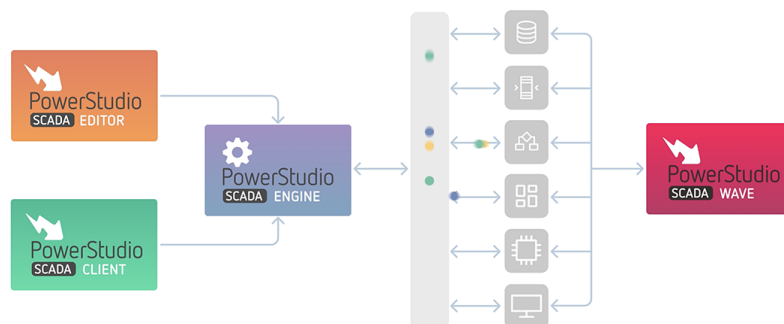 PowerStudio
SCADA EDITOR
PowerStudio
SCADA ENGINE
PowerStudio
SCADA CLIENT
PowerStudio
SCADA WAVE